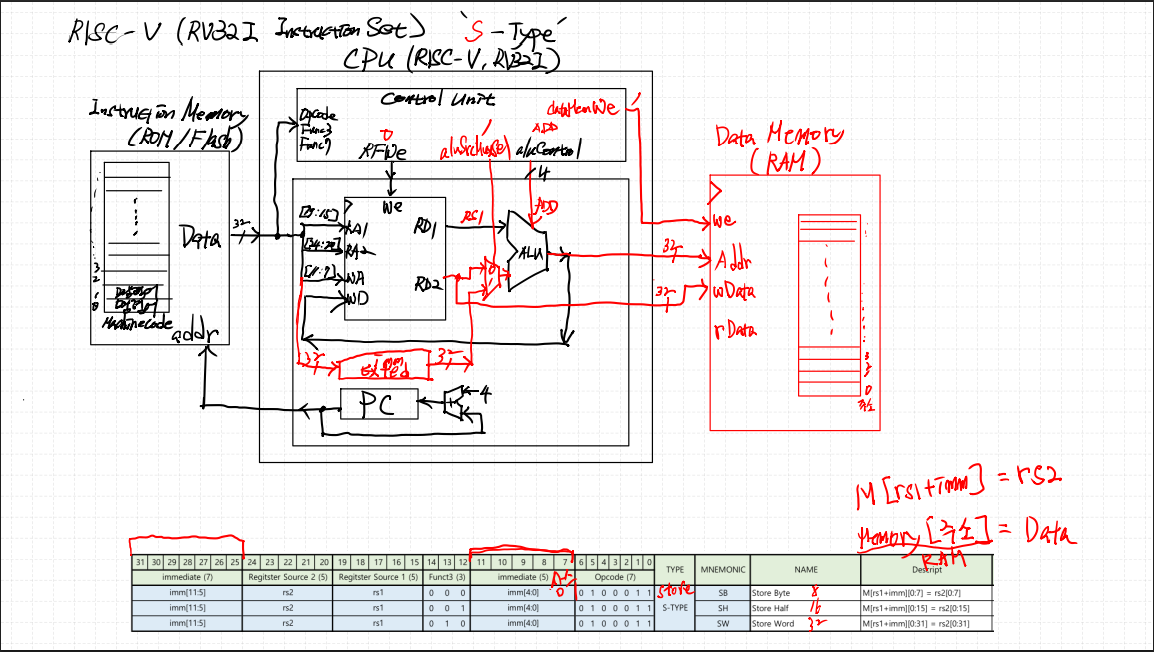 RISC-V (RV32I Instruction Set) 'S-Type'
CPU (RISC-V, RV32I)
Control Unit
Opcode
Func3
Func7
0
RFWe
1
aluSrcMuxSel
ADD
aluControl
dataMemWe
1
4
Instruction Memory
(ROM/Flash)
Data
32
3
2
1
0
MachineCode
addr
[19:15]
[24:20]
[11:7]
We
RA1
RA2
WA
WD
RD1
RD2
RS1
ADD
ALU
0
1
32
32
32
32
PC
+
4
Data Memory
(RAM)
we
Addr
wData
rData
0
주소
M[rs1+imm] = rs2
Memory [주소] = Data
RAM
31 30 29 28 27 26 25 24 23 22 21 20 19 18 17 16 15 14 13 12 11 10 9 8 7 6 5 4 3 2 1 0 TYPE MNEMONIC NAME Descript
immediate (7) Regitster Source 2 (5) Regitster Source 1 (5) Funct3 (3) immediate (5) Opcode (7)
imm[11:5] rs2 rs1 0 0 0 imm[4:0] 0 1 0 0 0 1 1 Store SB Store Byte 8 M[rs1+imm][0:7] = rs2[0:7]
imm[11:5] rs2 rs1 0 0 1 imm[4:0] 0 1 0 0 0 1 1 S-TYPE SH Store Half 16 M[rs1+imm][0:15] = rs2[0:15]
imm[11:5] rs2 rs1 0 1 0 imm[4:0] 0 1 0 0 0 1 1 SW Store Word 32 M[rs1+imm][0:31] = rs2[0:31]